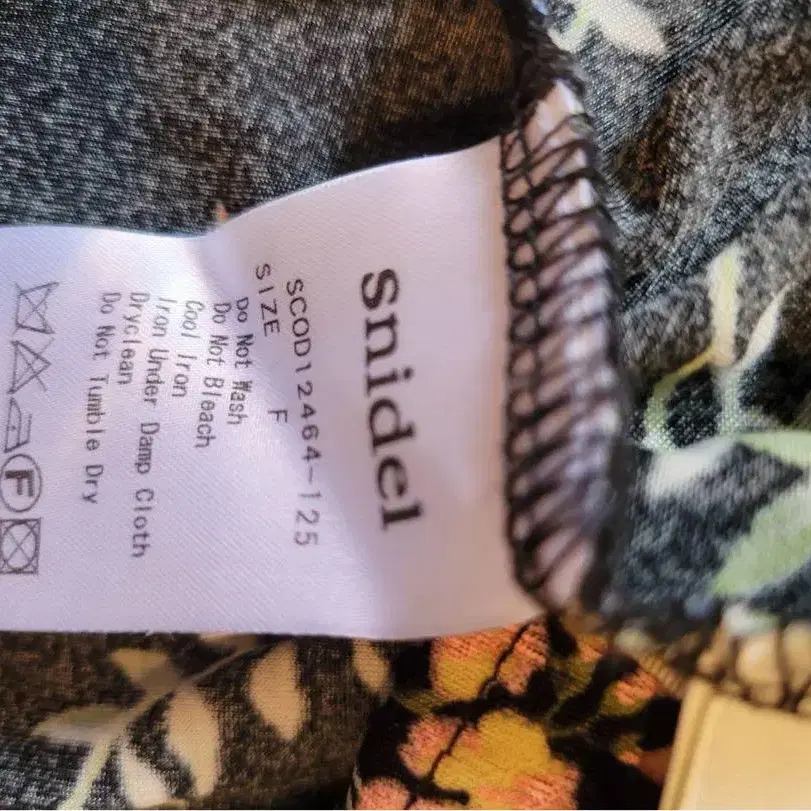 Snidel
SCOD12464-125
SIZE F
Do Not Wash
Do Not Bleach
Cool Iron
Iron Under Damp Cloth
Dryclean
Do Not Tumble Dry
F